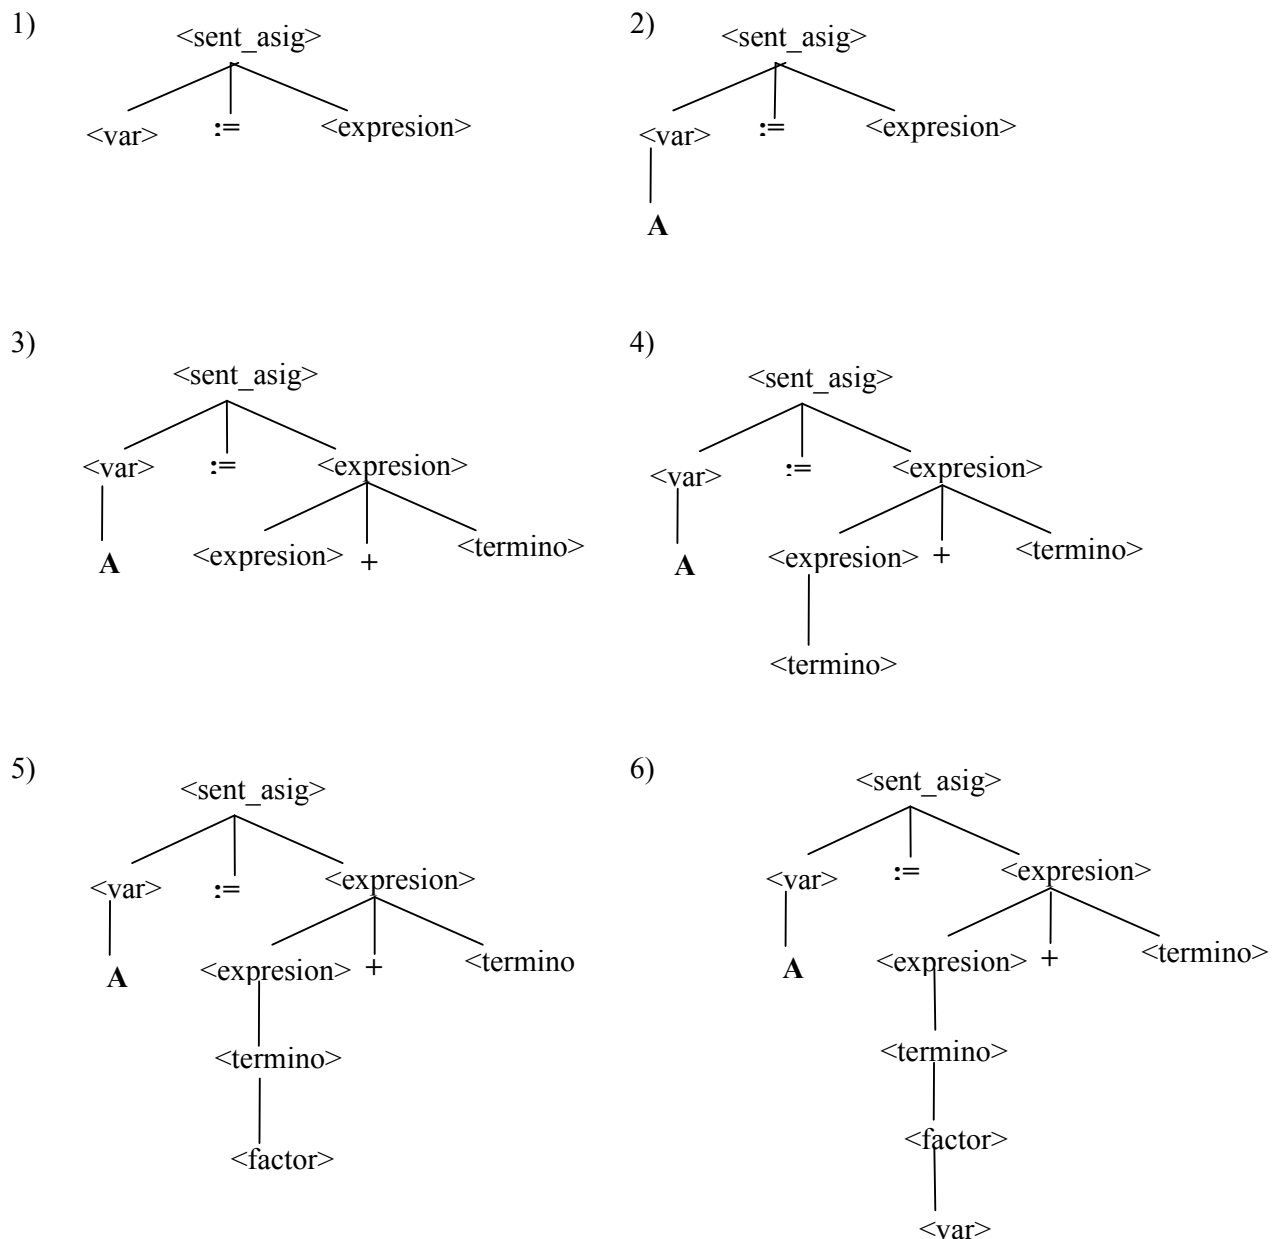 1)
<sent_asig>
<var> := <expresion>
2)
<sent_asig>
<var> := <expresion>
A
3)
<sent_asig>
<var> := <expresion>
A <expresion> + <termino>
4)
<sent_asig>
<var> := <expresion>
A <expresion> + <termino>
<termino>
5)
<sent_asig>
<var> := <expresion>
A <expresion> + <termino
<termino>
<factor>
6)
<sent_asig>
<var> := <expresion>
A <expresion> + <termino>
<termino>
<factor>
<var>